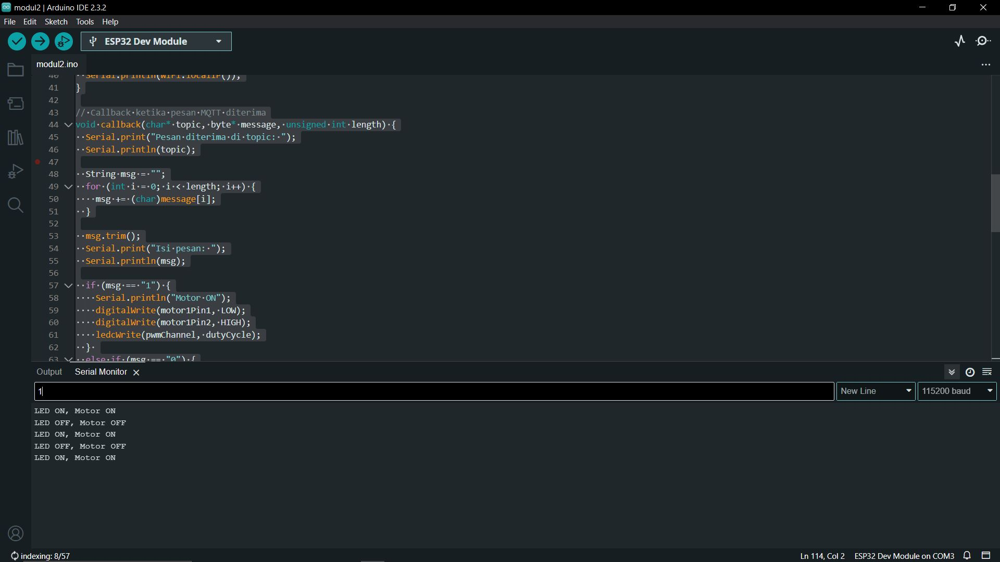 modul2 | Arduino IDE 2.3.2
File Edit Sketch Tools Help
ESP32 Dev Module
modul2.ino
40 Serial.println(WiFi.localIP());
41 }
42
43 // Callback ketika pesan MQTT diterima
44 void callback(char* topic, byte* message, unsigned int length) {
45 Serial.print("Pesan diterima di topic: ");
46 Serial.println(topic);
47
48 String msg = "";
49 for (int i = 0; i < length; i++) {
50 msg += (char)message[i];
51 }
52
53 msg.trim();
54 Serial.print("Isi pesan: ");
55 Serial.println(msg);
56
57 if (msg == "1") {
58 Serial.println("Motor ON");
59 digitalWrite(motor1Pin1, LOW);
60 digitalWrite(motor1Pin2, HIGH);
61 ledcWrite(pwmChannel, dutyCycle);
62 }
63 else if (msg == "0") {
Output Serial Monitor
1
New Line 115200 baud
LED ON, Motor ON
LED OFF, Motor OFF
LED ON, Motor ON
LED OFF, Motor OFF
LED ON, Motor ON
indexing: 8/57 Ln 114, Col 2 ESP32 Dev Module on COM3